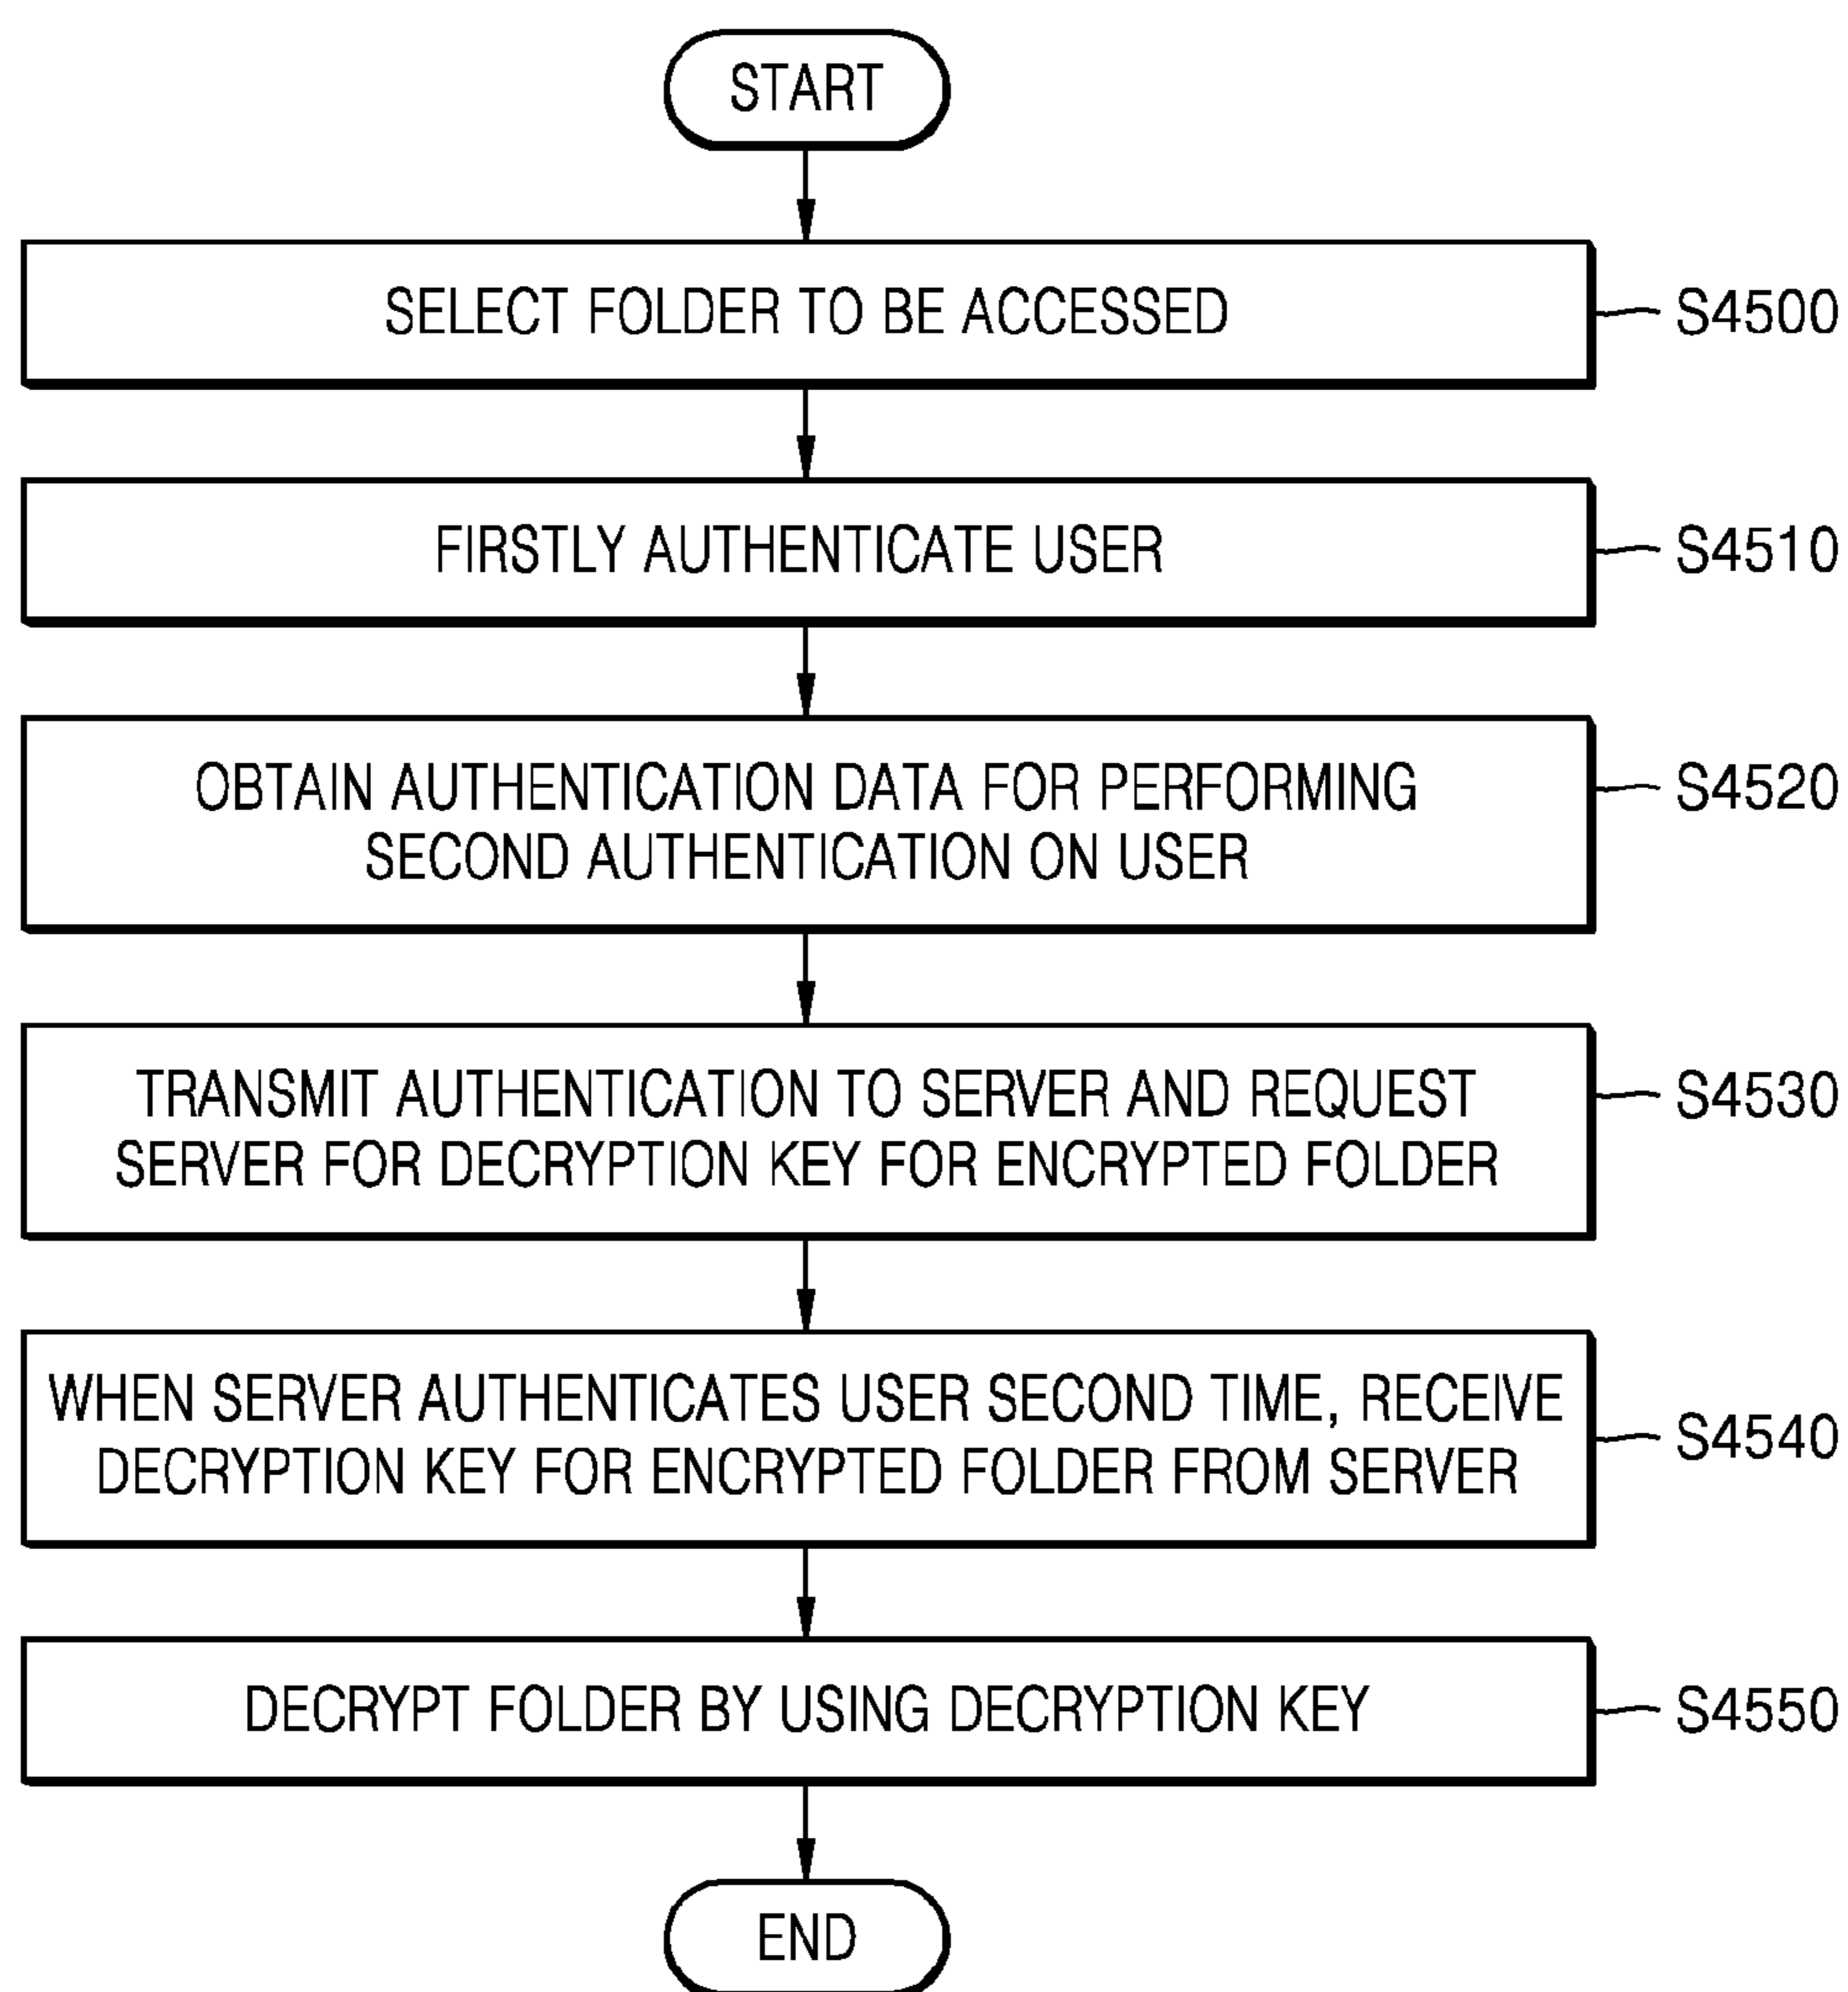 START
SELECT FOLDER TO BE ACCESSED
S4500
FIRSTLY AUTHENTICATE USER
S4510
OBTAIN AUTHENTICATION DATA FOR PERFORMING
SECOND AUTHENTICATION ON USER
S4520
TRANSMIT AUTHENTICATION TO SERVER AND REQUEST
SERVER FOR DECRYPTION KEY FOR ENCRYPTED FOLDER
S4530
WHEN SERVER AUTHENTICATES USER SECOND TIME, RECEIVE
DECRYPTION KEY FOR ENCRYPTED FOLDER FROM SERVER
S4540
DECRYPT FOLDER BY USING DECRYPTION KEY
S4550
END